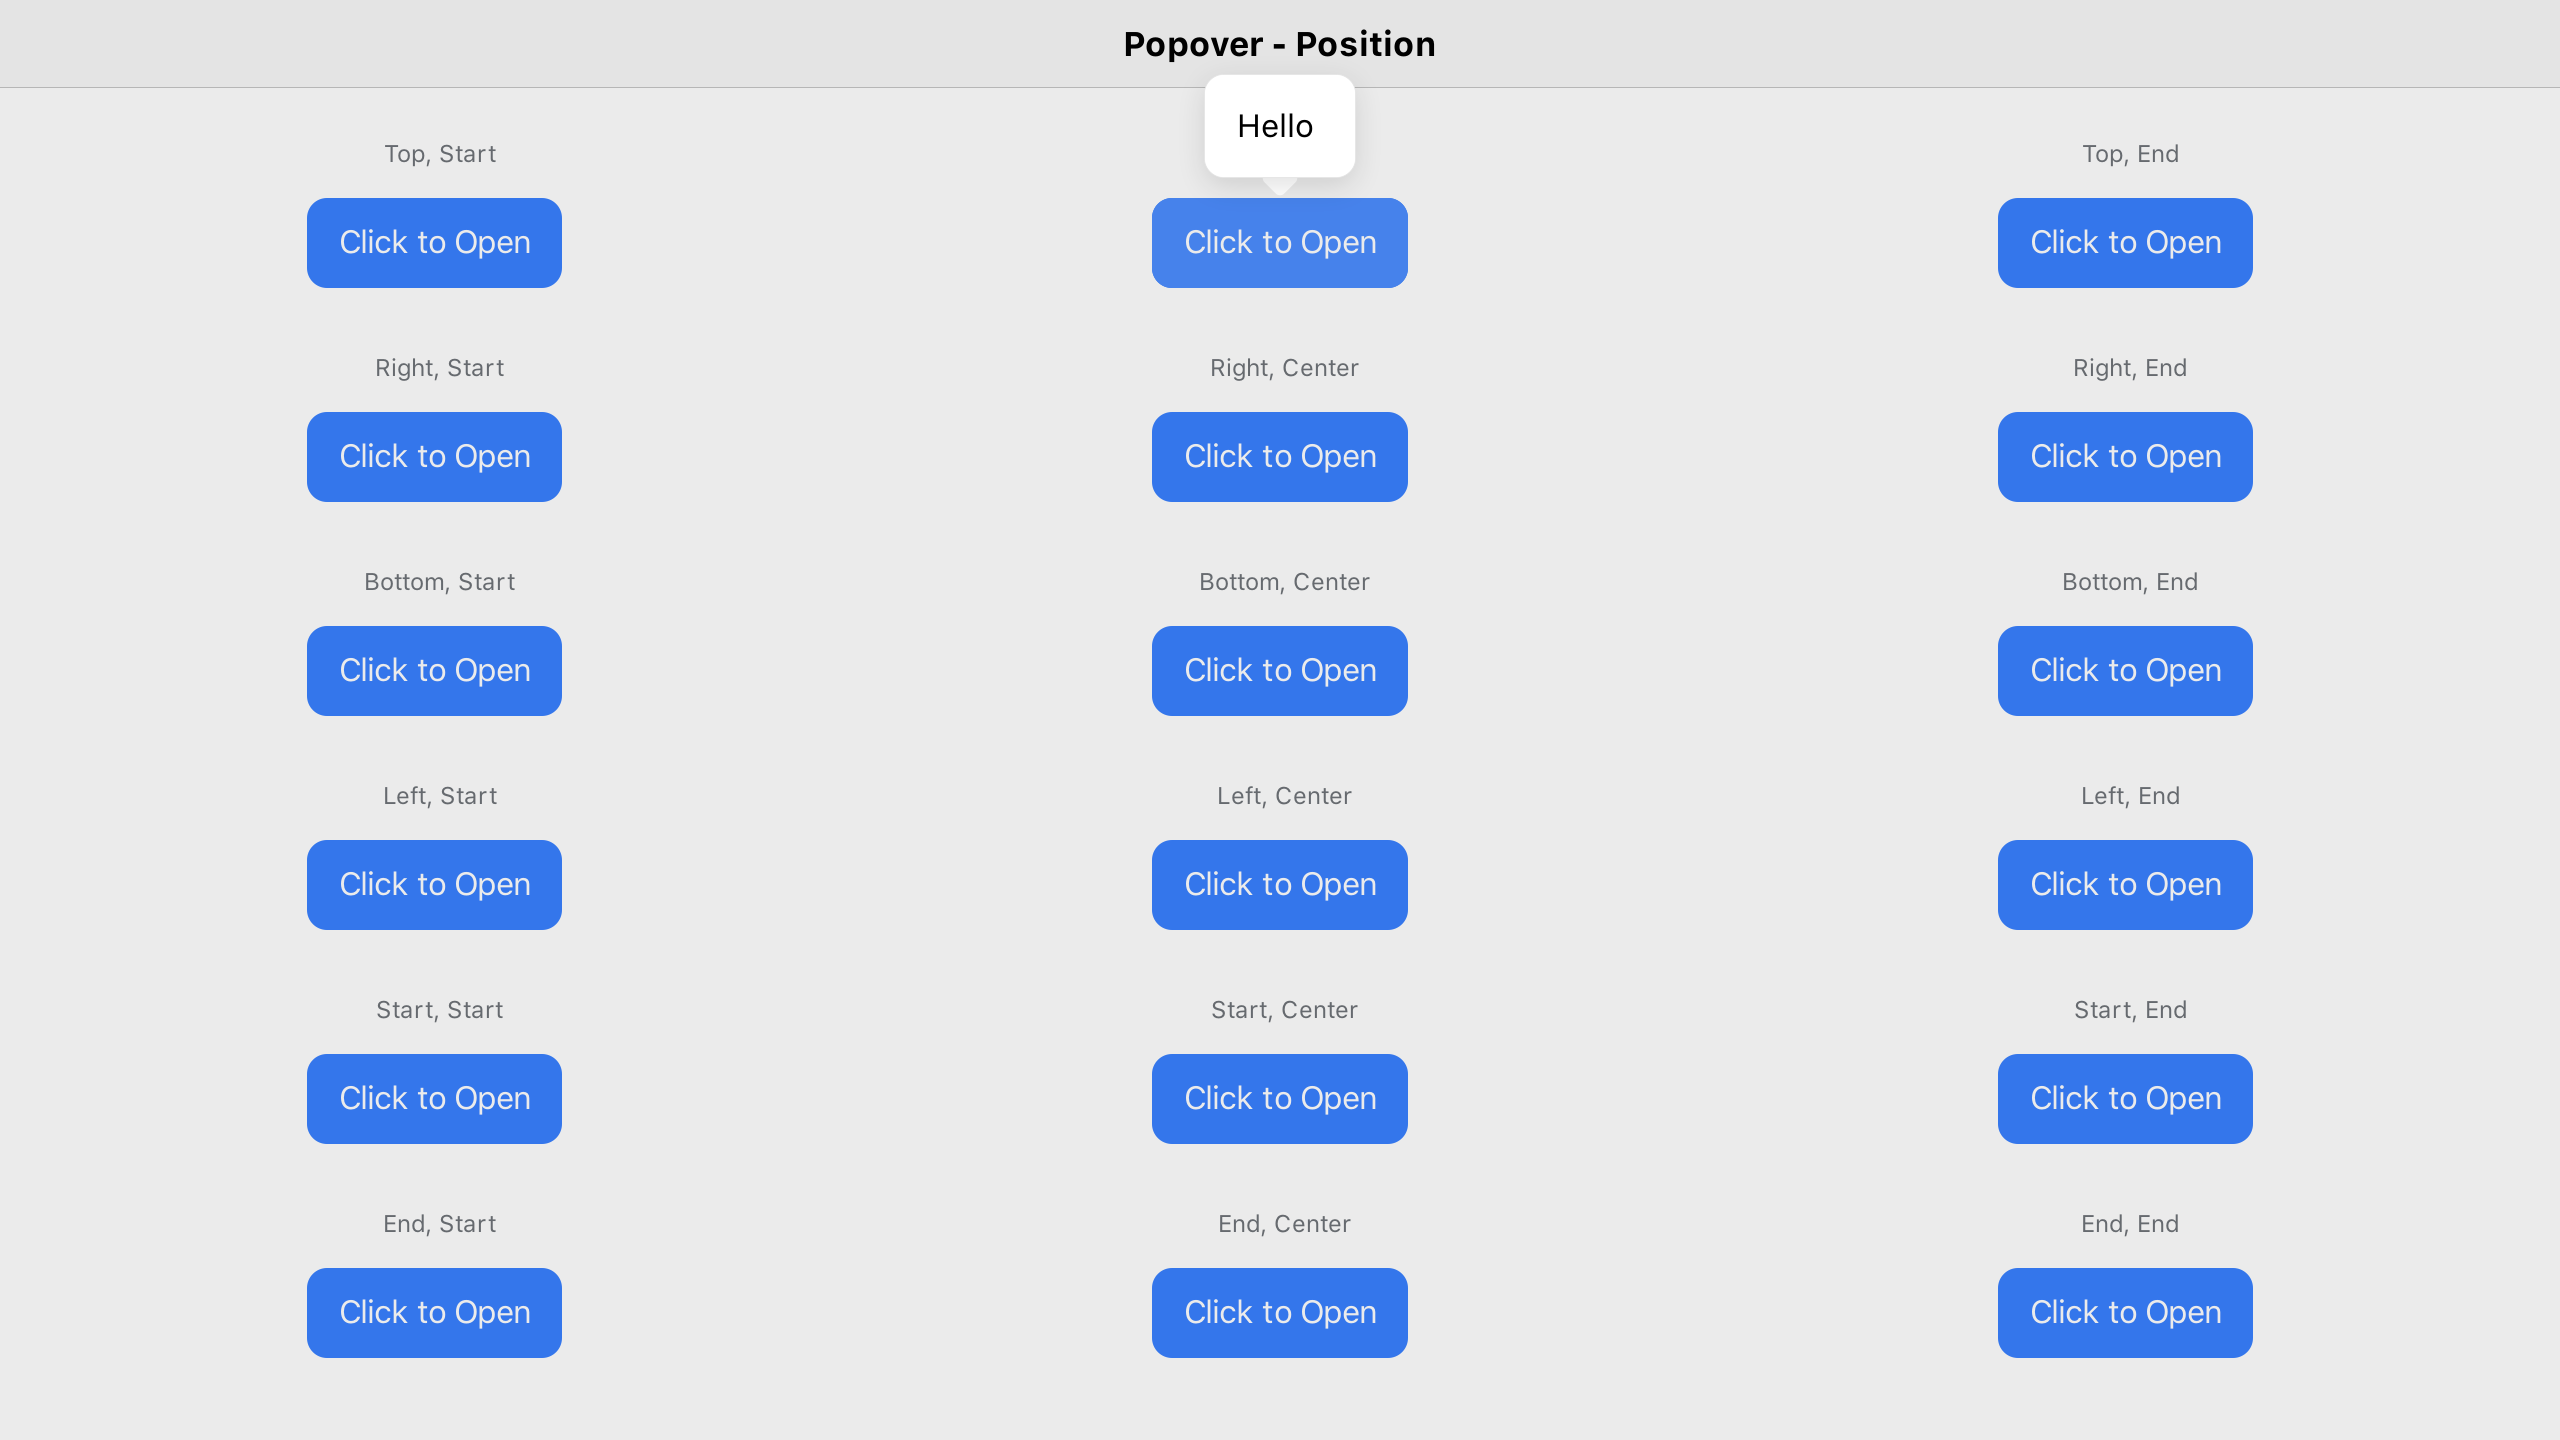 Popover - Position
Hello
Top, Start
Top, End
Click to Open
Click to Open
Click to Open
Right, Start
Right, Center
Right, End
Click to Open
Click to Open
Click to Open
Bottom, Start
Bottom, Center
Bottom, End
Click to Open
Click to Open
Click to Open
Left, Start
Left, Center
Left, End
Click to Open
Click to Open
Click to Open
Start, Start
Start, Center
Start, End
Click to Open
Click to Open
Click to Open
End, Start
End, Center
End, End
Click to Open
Click to Open
Click to Open